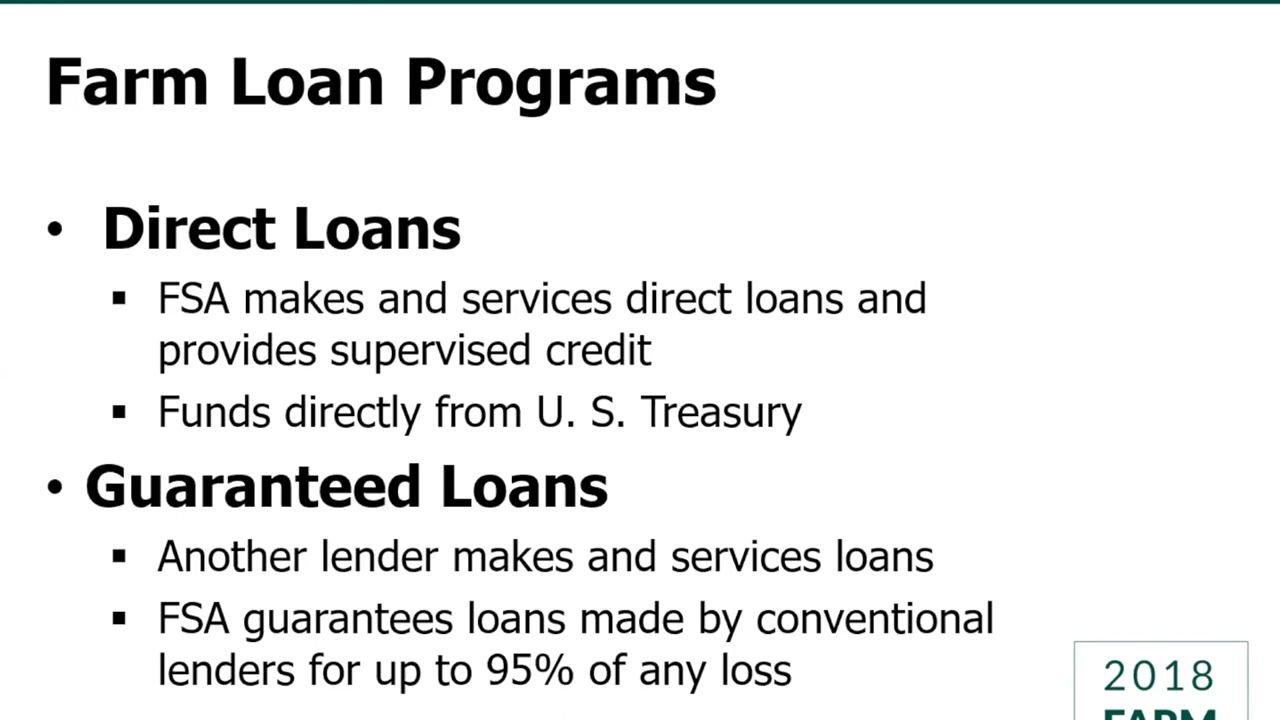 Farm Loan Programs
• Direct Loans
▪ FSA makes and services direct loans and
provides supervised credit
▪ Funds directly from U. S. Treasury
• Guaranteed Loans
▪ Another lender makes and services loans
▪ FSA guarantees loans made by conventional
lenders for up to 95% of any loss
2018
FARM